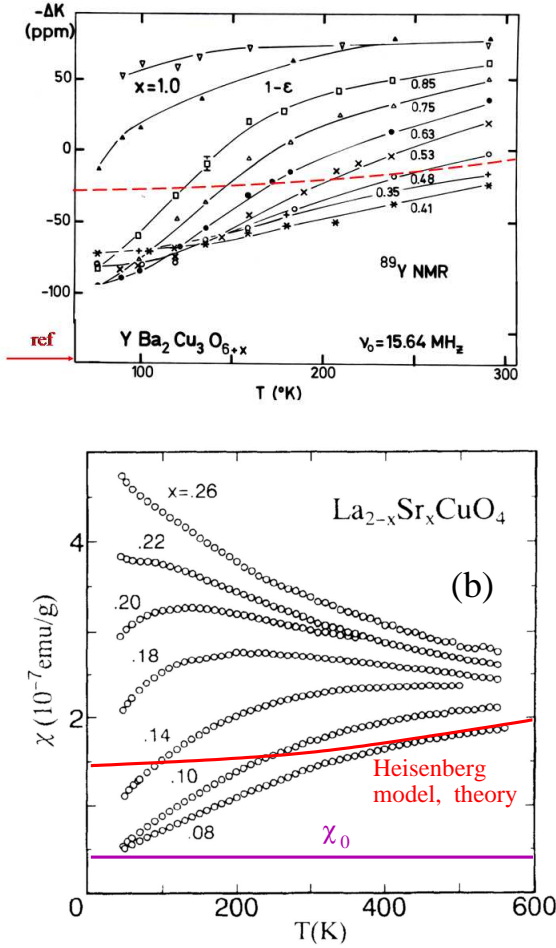 -ΔK
(ppm)
50
0
-50
-100
x=1.0
1-ε
0.85
0.75
0.63
0.53
0.48
0.35
0.41
⁸⁹Y NMR
ref
Y Ba₂ Cu₃ O₆₊ₓ
ν₀=15.64 MHz
100
200
300
T (°K)
x=.26
La₂₋ₓSrₓCuO₄
(b)
.22
.20
.18
.14
.10
.08
χ (10⁻⁷emu/g)
4
2
0
Heisenberg
model, theory
χ₀
0
200
400
600
T(K)